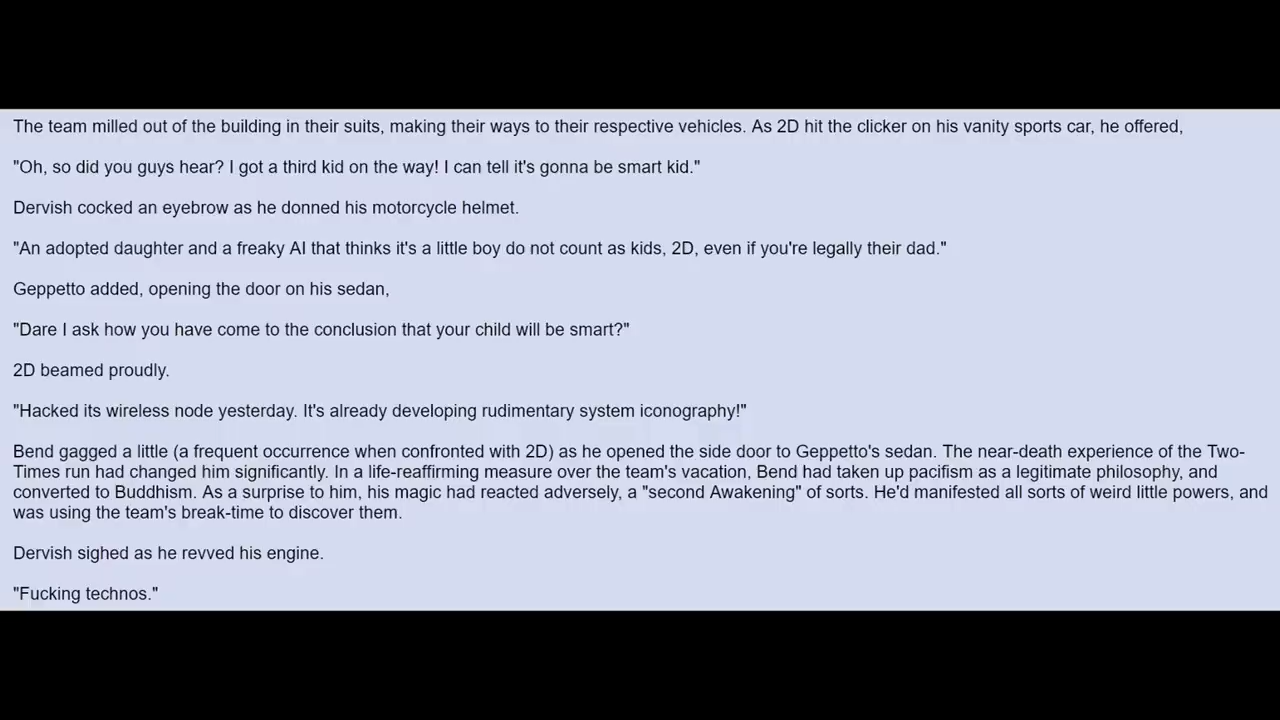 The team milled out of the building in their suits, making their ways to their respective vehicles. As 2D hit the clicker on his vanity sports car, he offered,
"Oh, so did you guys hear? I got a third kid on the way! I can tell it's gonna be smart kid."
Dervish cocked an eyebrow as he donned his motorcycle helmet.
"An adopted daughter and a freaky AI that thinks it's a little boy do not count as kids, 2D, even if you're legally their dad."
Geppetto added, opening the door on his sedan,
"Dare I ask how you have come to the conclusion that your child will be smart?"
2D beamed proudly.
"Hacked its wireless node yesterday. It's already developing rudimentary system iconography!"
Bend gagged a little (a frequent occurrence when confronted with 2D) as he opened the side door to Geppetto's sedan. The near-death experience of the Two-
Times run had changed him significantly. In a life-reaffirming measure over the team's vacation, Bend had taken up pacifism as a legitimate philosophy, and
converted to Buddhism. As a surprise to him, his magic had reacted adversely, a "second Awakening" of sorts. He'd manifested all sorts of weird little powers, and
was using the team's break-time to discover them.
Dervish sighed as he revved his engine.
"Fucking technos."